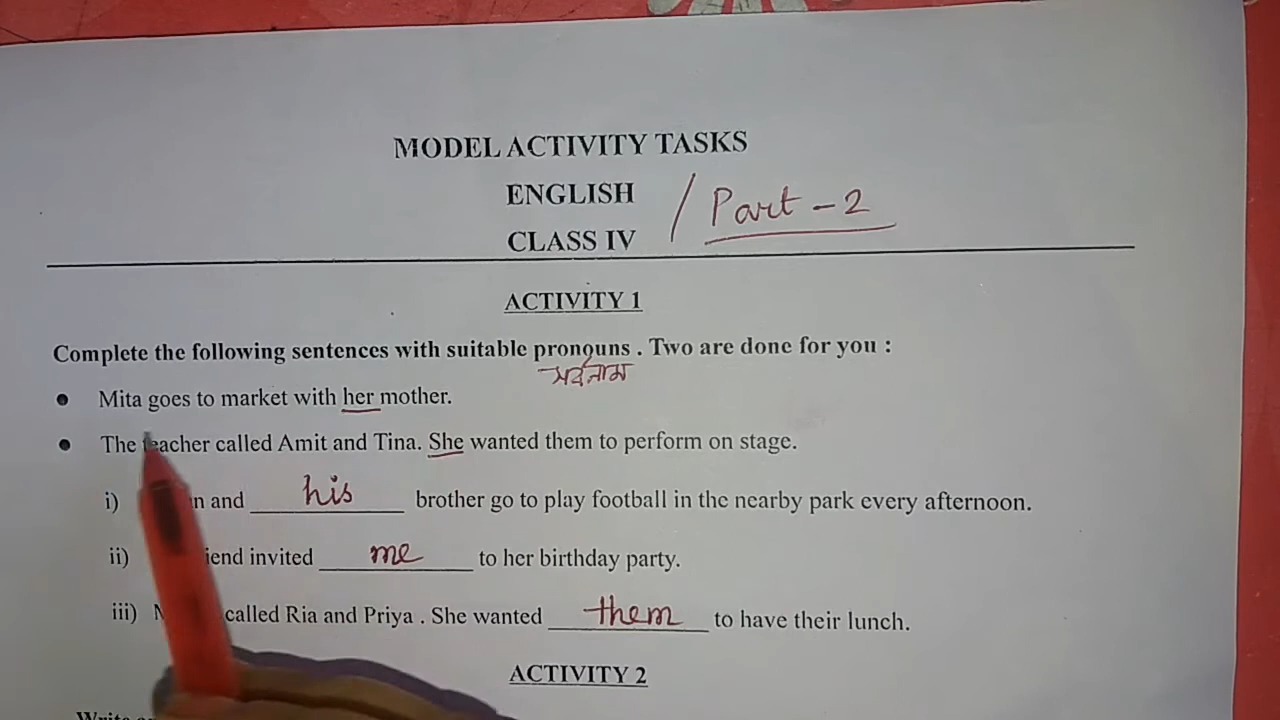 MODEL ACTIVITY TASKS
ENGLISH / Part - 2
CLASS IV
ACTIVITY 1
Complete the following sentences with suitable pronouns . Two are done for you :
সর্বনাম
• Mita goes to market with her mother.
• The teacher called Amit and Tina. She wanted them to perform on stage.
i) and his brother go to play football in the nearby park every afternoon.
ii) invited me to her birthday party.
iii) called Ria and Priya . She wanted them to have their lunch.
ACTIVITY 2